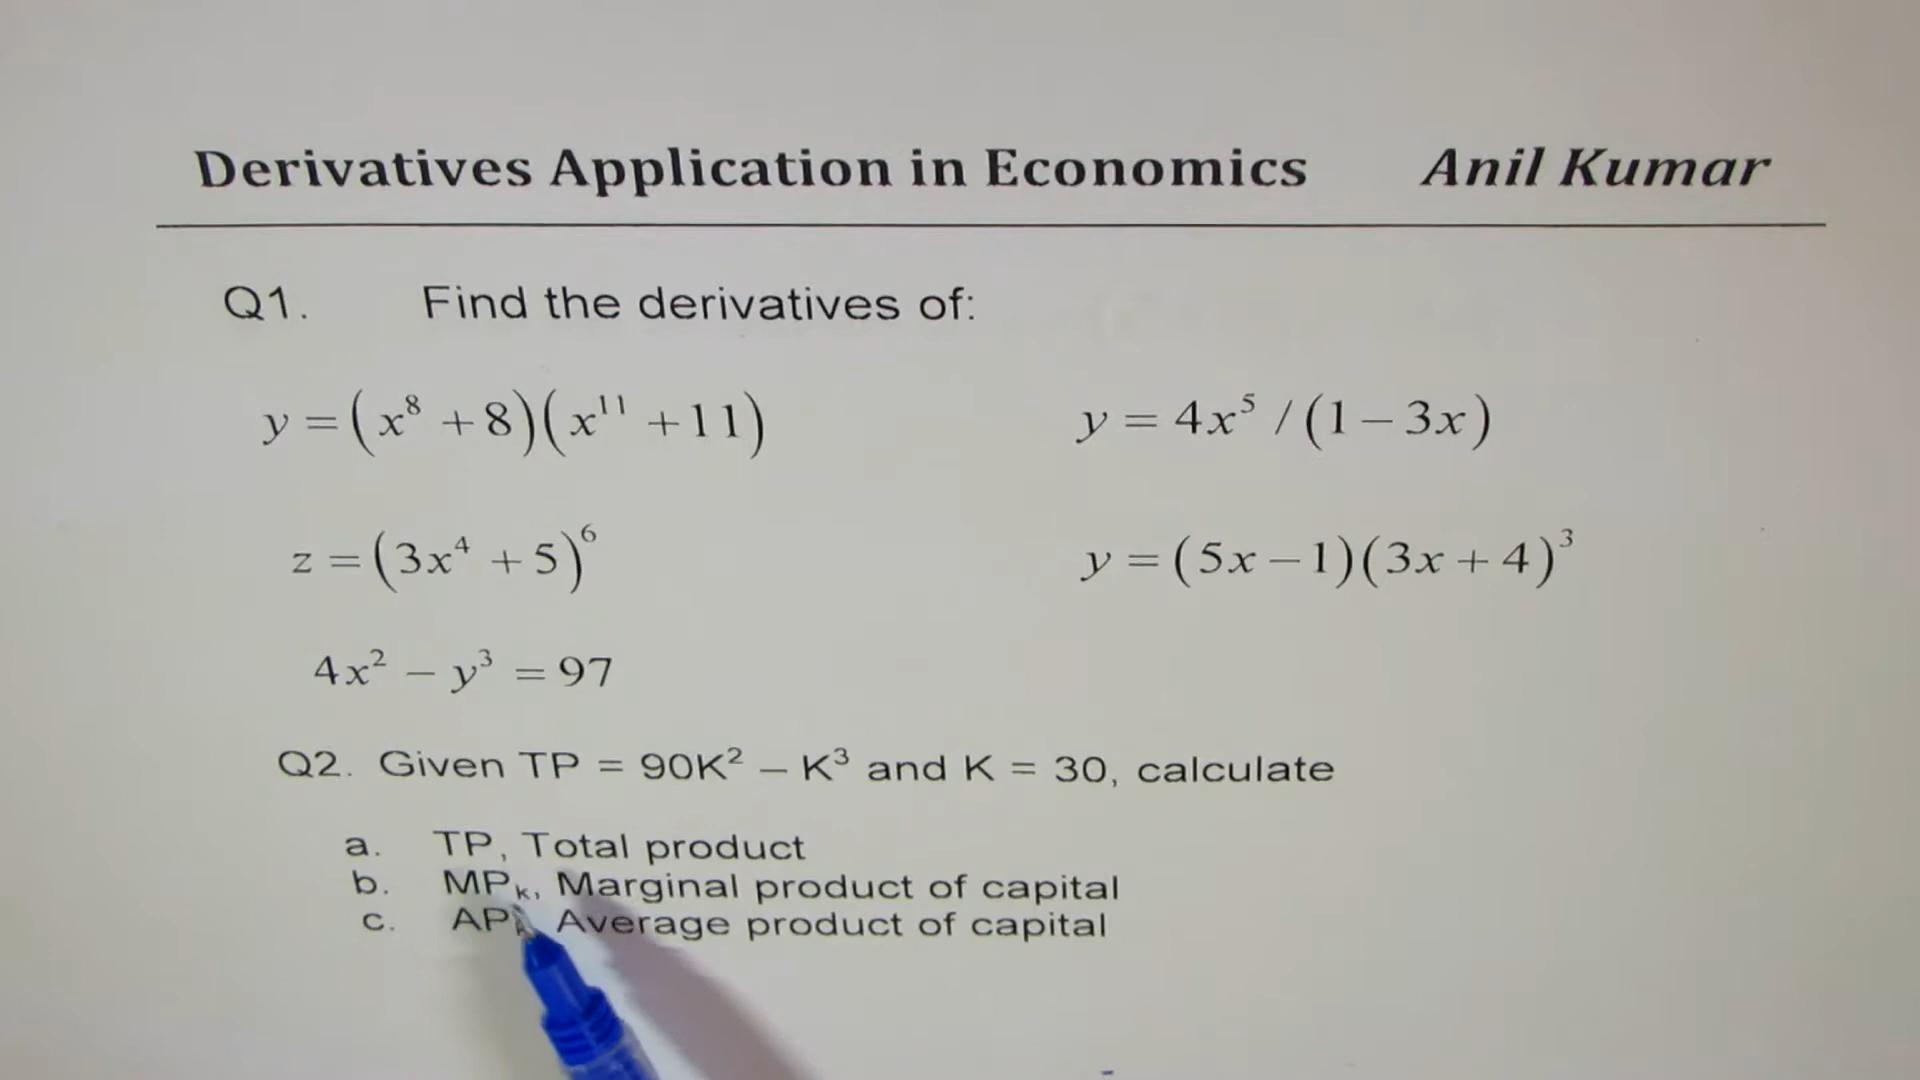 Derivatives Application in Economics Anil Kumar
Q1. Find the derivatives of:
y = (x⁸ + 8)(x¹¹ + 11) y = 4x⁵ / (1 − 3x)
z = (3x⁴ + 5)⁶ y = (5x − 1)(3x + 4)³
4x² − y³ = 97
Q2. Given TP = 90K² − K³ and K = 30, calculate
a. TP, Total product
b. MPₖ, Marginal product of capital
c. AP Average product of capital